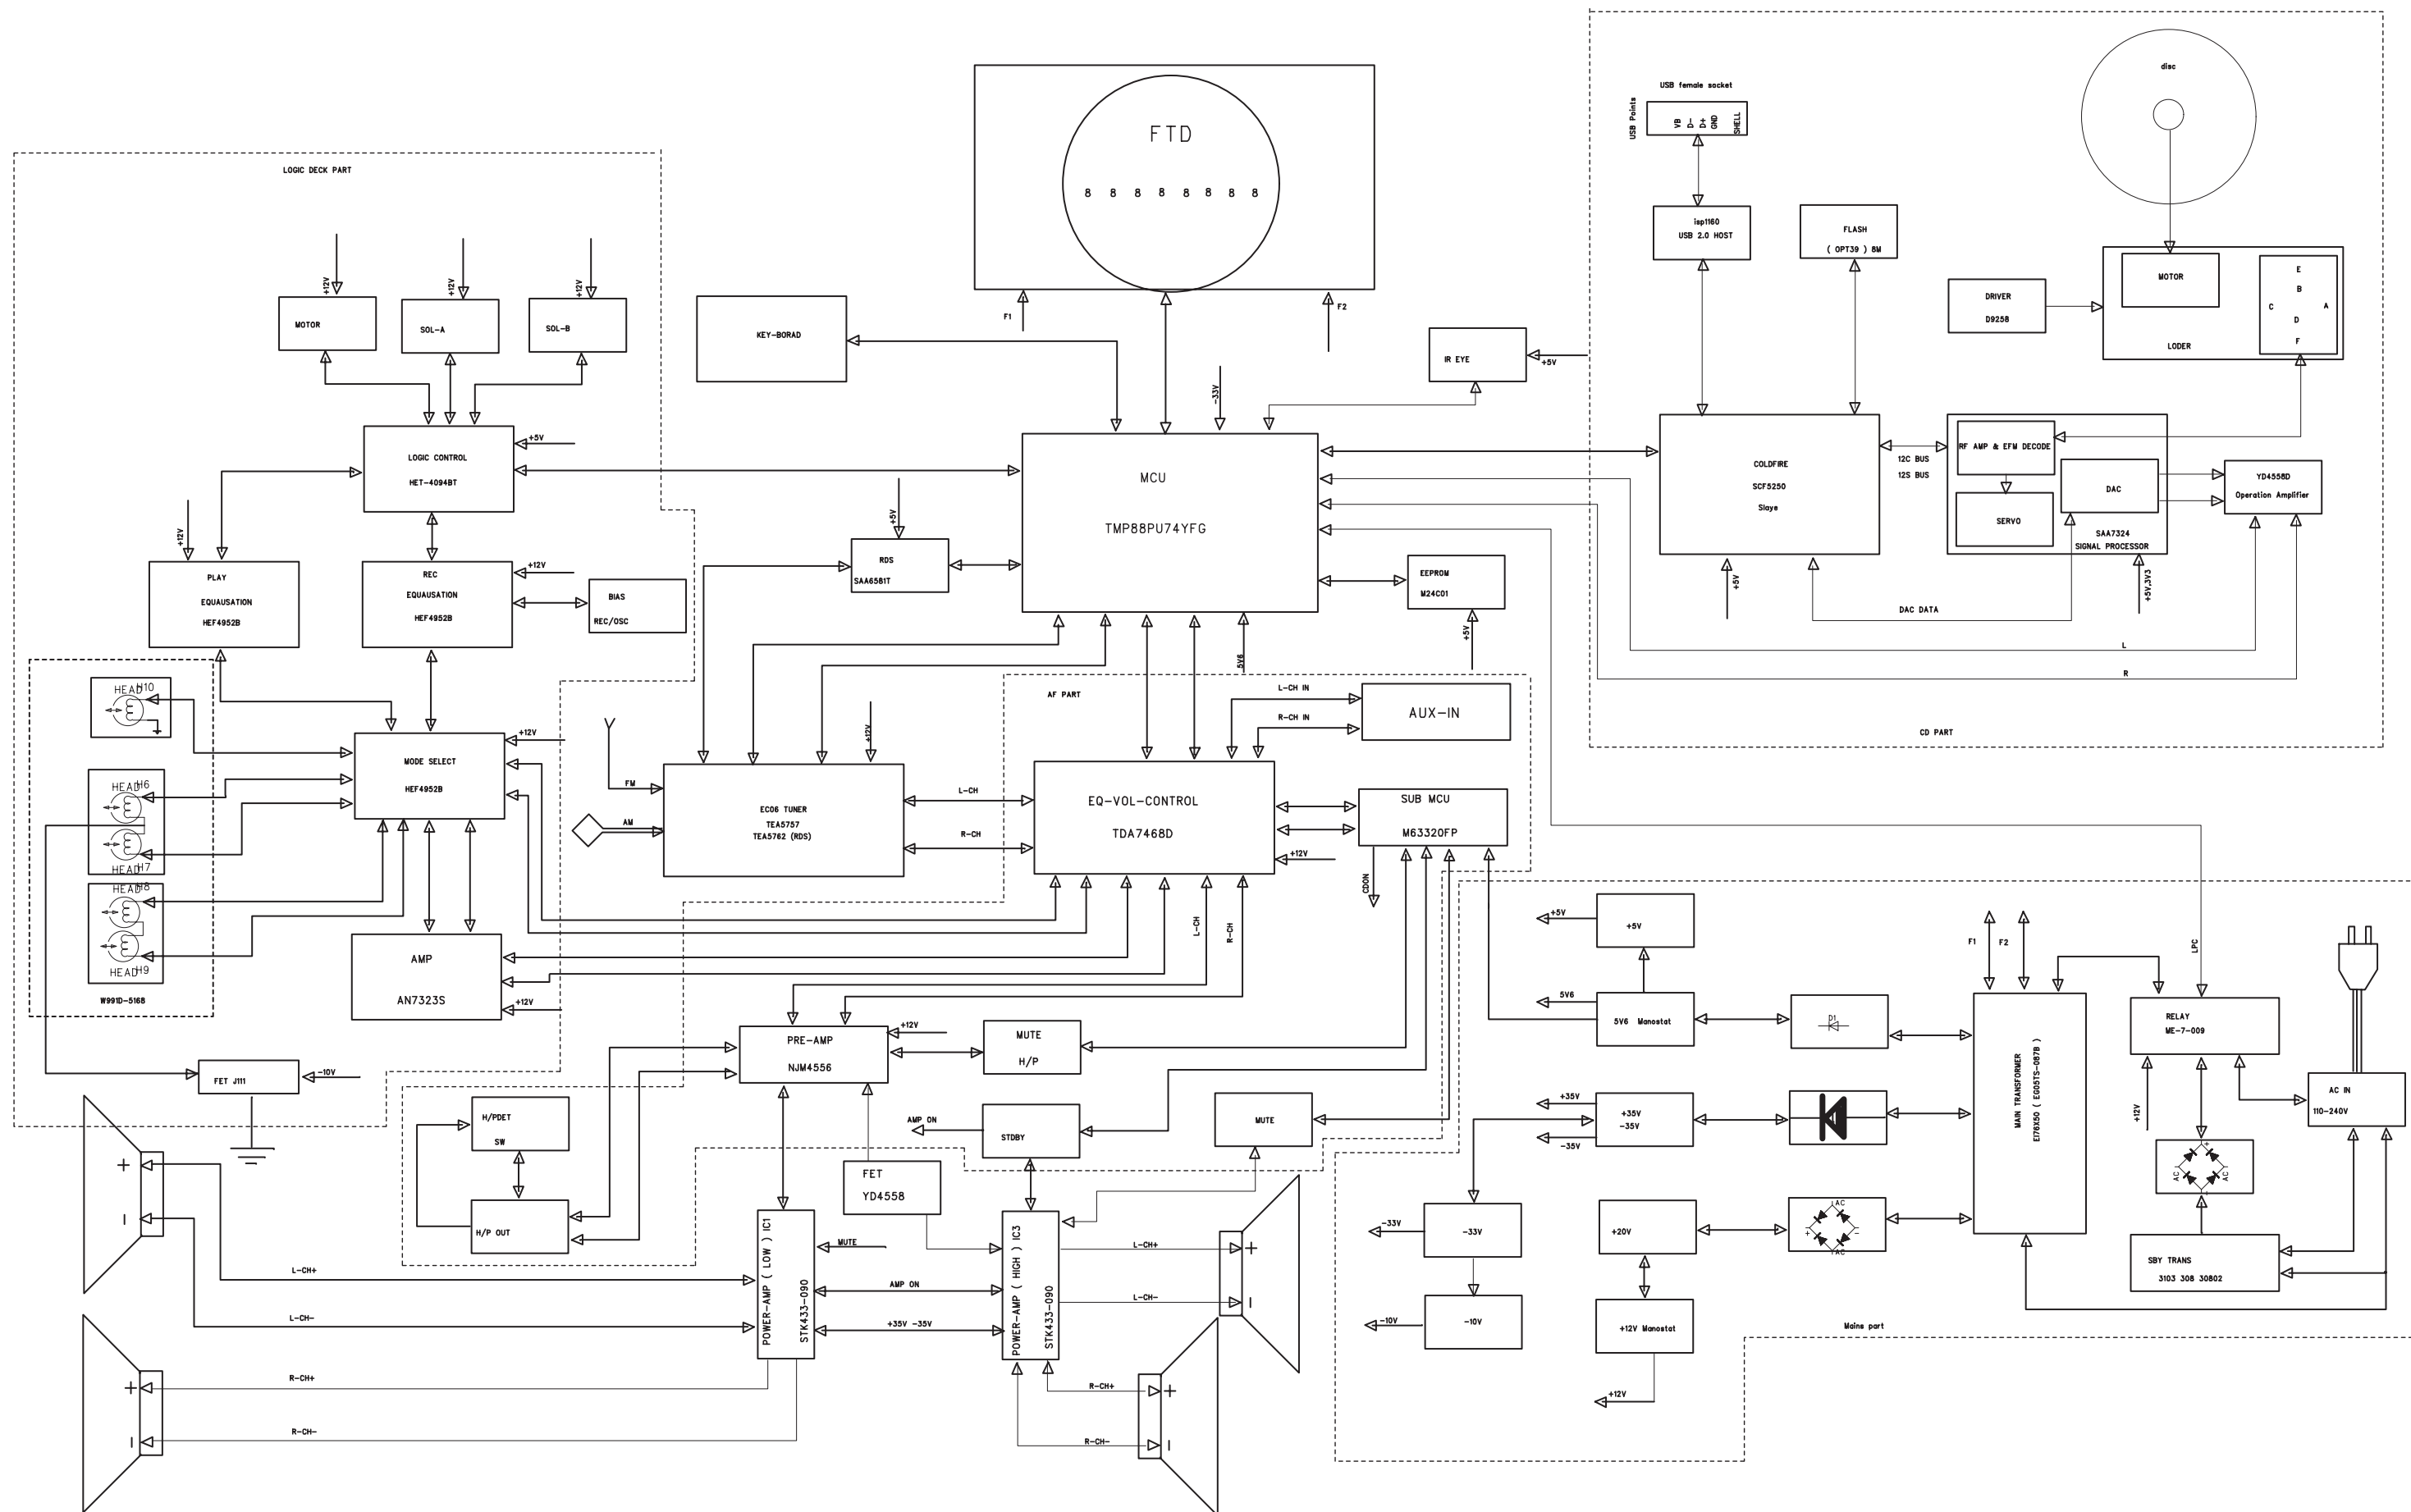 LOGIC DECK PART
+12V
+12V
+12V
MOTOR
SOL-A
SOL-B
LOGIC CONTROL
HET-4094BT
+5V
+12V
PLAY
EQUAUSATION
HEF4952B
REC
EQUAUSATION
HEF4952B
+12V
BIAS
REC/OSC
HEAD H10
HEAD H6
HEAD H7
HEAD H8
HEAD H9
W991D-5168
MODE SELECT
HEF4952B
+12V
AMP
AN7323S
+12V
FET J111
-10V
FTD
8 8 8 8 8 8 8 8
F1
F2
KEY-BORAD
IR EYE
+5V
-33V
MCU
TMP88PU74YFG
+5V
RDS
SAA6581T
EEPROM
M24C01
+5V
5V6
AF PART
L-CH IN
R-CH IN
AUX-IN
FM
AM
+12V
ECO6 TUNER
TEA5757
TEA5762 (RDS)
L-CH
R-CH
EQ-VOL-CONTROL
TDA7468D
+12V
SUB MCU
M63320FP
CDON
L-CH
R-CH
PRE-AMP
NJM4556
+12V
MUTE
H/P
H/PDET
SW
H/P OUT
AMP ON
STDBY
MUTE
FET
YD4558
POWER-AMP ( LOW ) IC1
STK433-090
MUTE
AMP ON
+35V -35V
POWER-AMP ( HIGH ) IC3
STK433-090
+
L-CH+
L-CH-
+
R-CH+
R-CH-
L-CH+
+
L-CH-
R-CH+
+
R-CH-
USB female socket
USB Points
VB
D-
D+
GND
SHELL
disc
isp1160
USB 2.0 HOST
FLASH
( OPT39 ) 8M
DRIVER
D9258
MOTOR
LODER
E
B
C
A
D
F
COLDFIRE
SCF5250
Slaye
+5V
12C BUS
12S BUS
RF AMP & EFM DECODE
DAC
SERVO
SAA7324
SIGNAL PROCESSOR
+5V,3V3
YD4558D
Operation Amplifier
DAC DATA
L
R
CD PART
+5V
+5V
5V6
5V6 Manostat
D1
+35V
-35V
+35V
-35V
-33V
-33V
-10V
-10V
+20V
AC
+ -
AC
+12V Manostat
+12V
F1
F2
MAIN TRANSFORMER
EI76X50 ( EG05TS-087B )
LPC
RELAY
ME-7-009
+12V
AC IN
110-240V
AC
AC
SBY TRANS
3103 308 30802
Mains part